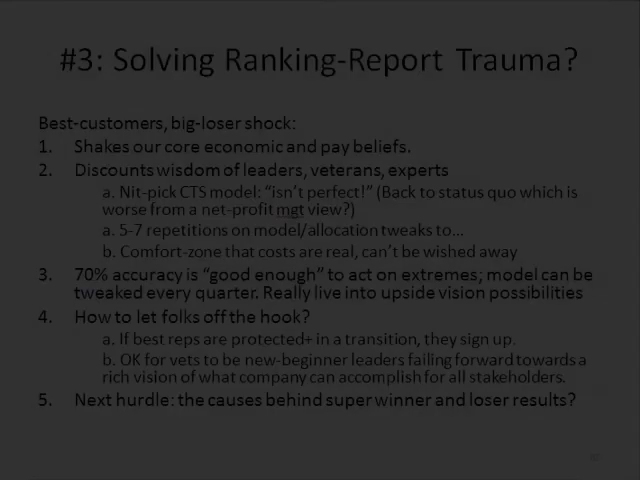 #3: Solving Ranking-Report Trauma?
Best-customers, big-loser shock:
1. Shakes our core economic and pay beliefs.
2. Discounts wisdom of leaders, veterans, experts
a. Nit-pick CTS model: “isn’t perfect!” (Back to status quo which is
worse from a net-profit mgt view?)
a. 5-7 repetitions on model/allocation tweaks to…
b. Comfort-zone that costs are real, can’t be wished away
3. 70% accuracy is “good enough” to act on extremes; model can be
tweaked every quarter. Really live into upside vision possibilities
4. How to let folks off the hook?
a. If best reps are protected+ in a transition, they sign up.
b. OK for vets to be new-beginner leaders failing forward towards a
rich vision of what company can accomplish for all stakeholders.
5. Next hurdle: the causes behind super winner and loser results?